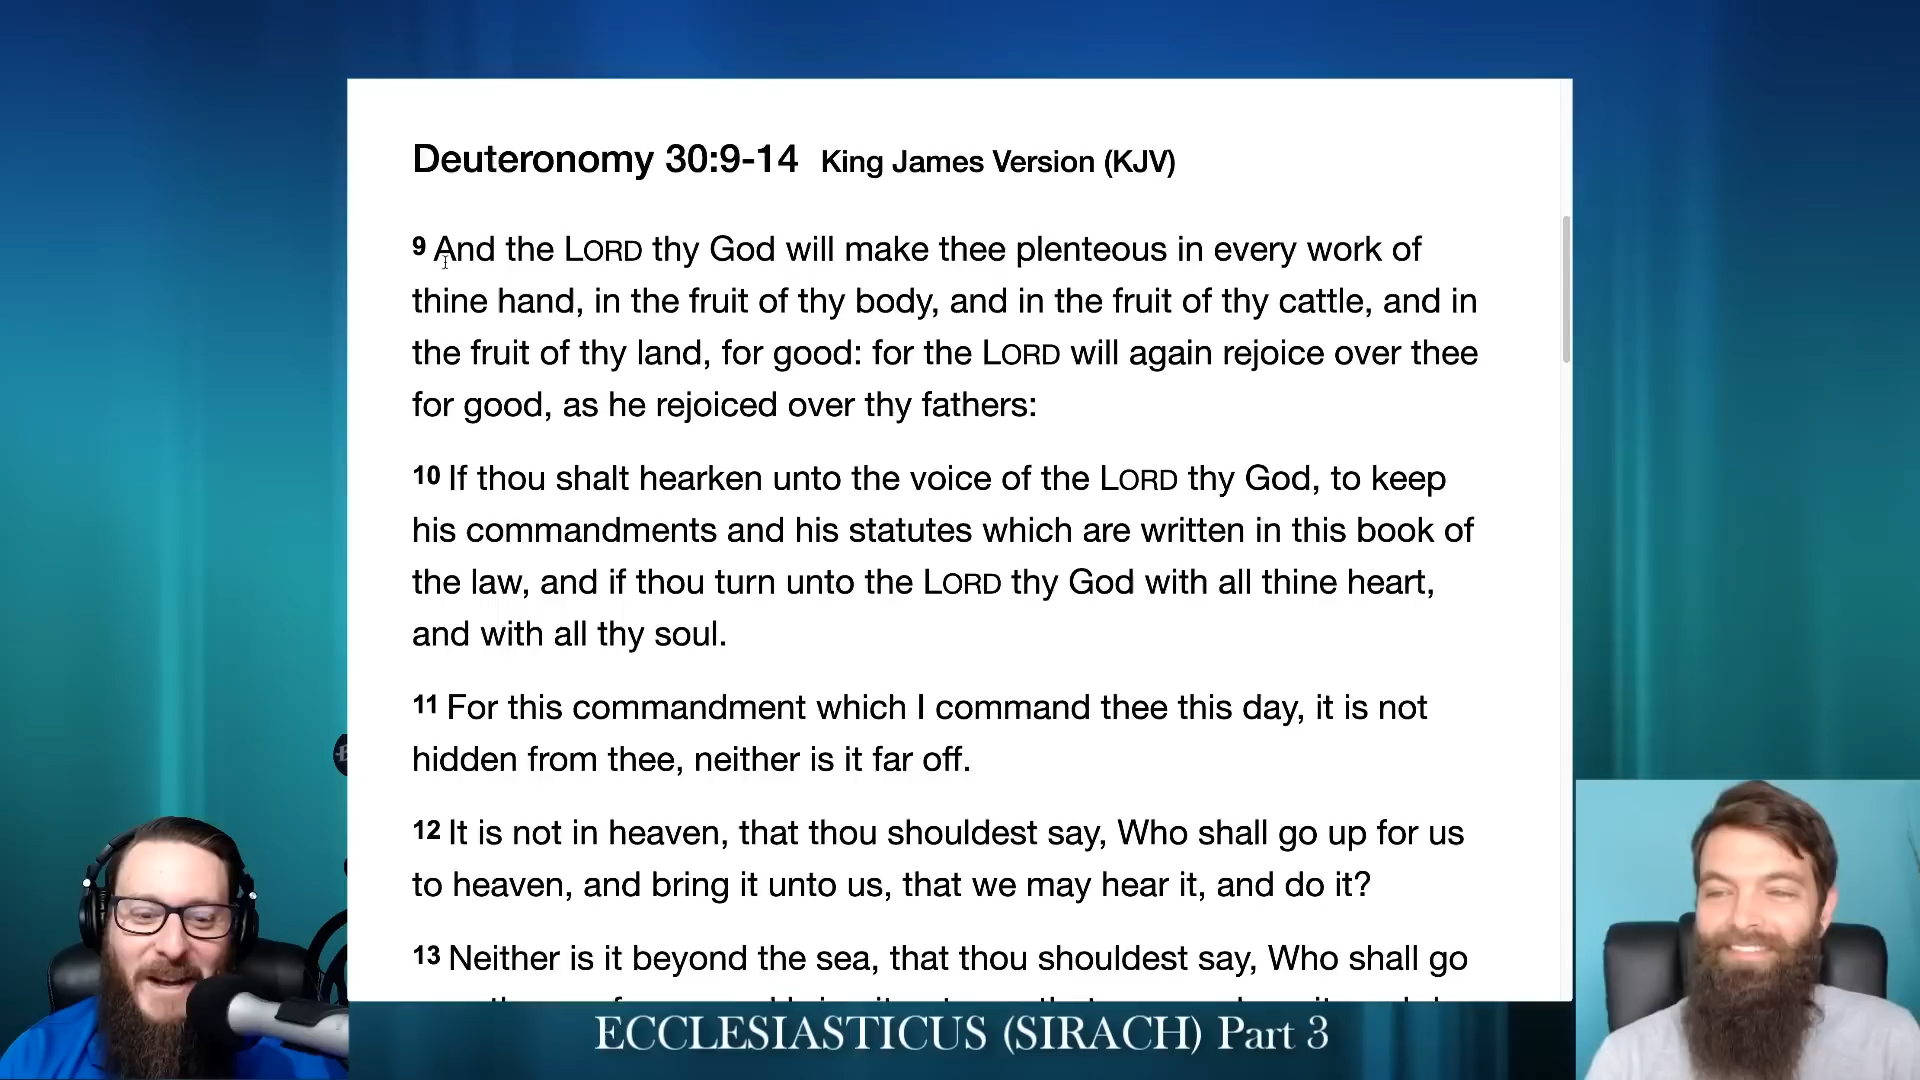 Deuteronomy 30:9-14 King James Version (KJV)
9 And the LORD thy God will make thee plenteous in every work of
thine hand, in the fruit of thy body, and in the fruit of thy cattle, and in
the fruit of thy land, for good: for the LORD will again rejoice over thee
for good, as he rejoiced over thy fathers:
10 If thou shalt hearken unto the voice of the LORD thy God, to keep
his commandments and his statutes which are written in this book of
the law, and if thou turn unto the LORD thy God with all thine heart,
and with all thy soul.
11 For this commandment which I command thee this day, it is not
hidden from thee, neither is it far off.
12 It is not in heaven, that thou shouldest say, Who shall go up for us
to heaven, and bring it unto us, that we may hear it, and do it?
13 Neither is it beyond the sea, that thou shouldest say, Who shall go
ECCLESIASTICUS (SIRACH) Part 3